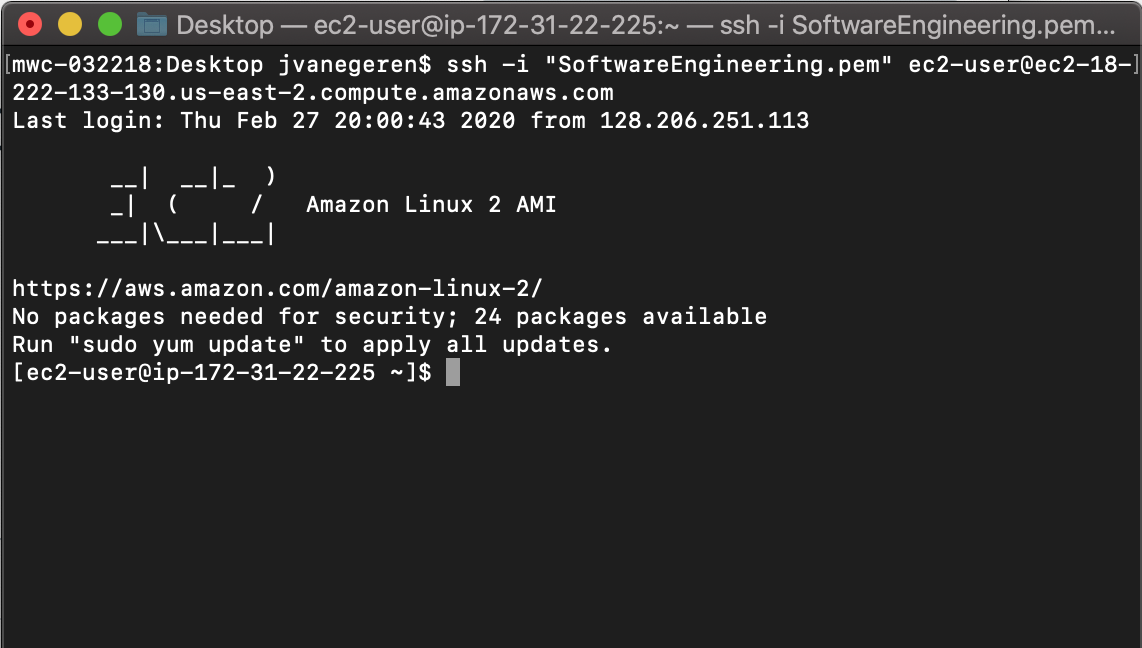 Desktop — ec2-user@ip-172-31-22-225:~ — ssh -i SoftwareEngineering.pem...
[mwc-032218:Desktop jvanegeren$ ssh -i "SoftwareEngineering.pem" ec2-user@ec2-18-]
222-133-130.us-east-2.compute.amazonaws.com
Last login: Thu Feb 27 20:00:43 2020 from 128.206.251.113
       __|  __|_  )
       _|  (     /   Amazon Linux 2 AMI
      ___|\___|___|
https://aws.amazon.com/amazon-linux-2/
No packages needed for security; 24 packages available
Run "sudo yum update" to apply all updates.
[ec2-user@ip-172-31-22-225 ~]$